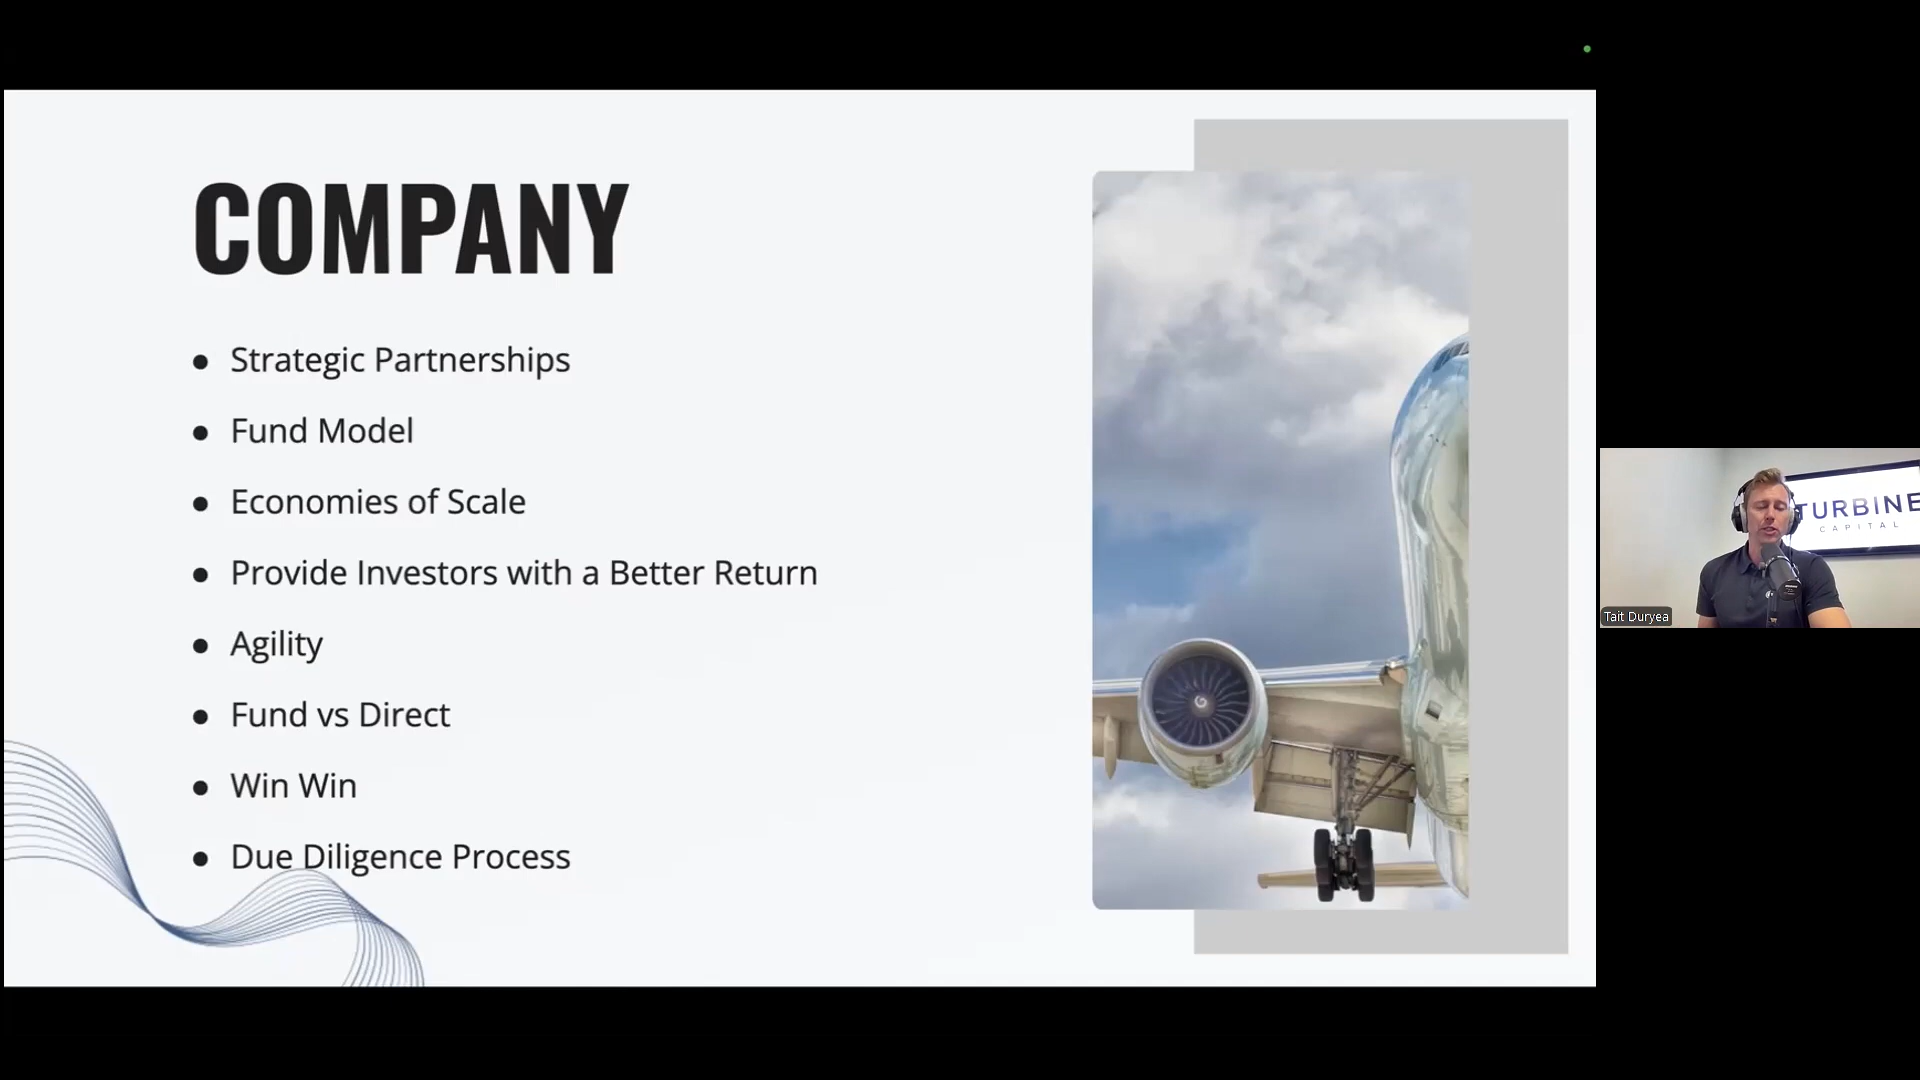 COMPANY
Strategic Partnerships
Fund Model
Economies of Scale
Provide Investors with a Better Return
Agility
Fund vs Direct
Win Win
Due Diligence Process
TURBINE
CAPITAL
Tait Duryea